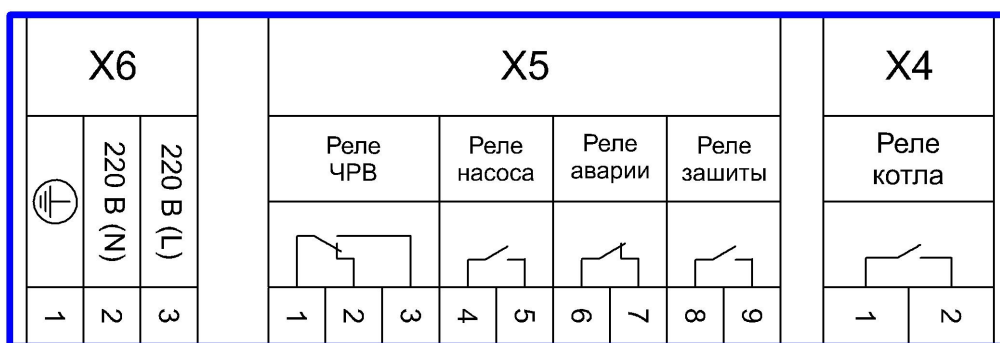 X6
X5
X4
220 В (N)
220 В (L)
Реле
ЧРВ
Реле
насоса
Реле
аварии
Реле
зашиты
Реле
котла
1 2 3
1 2 3 4 5 6 7 8 9
1 2